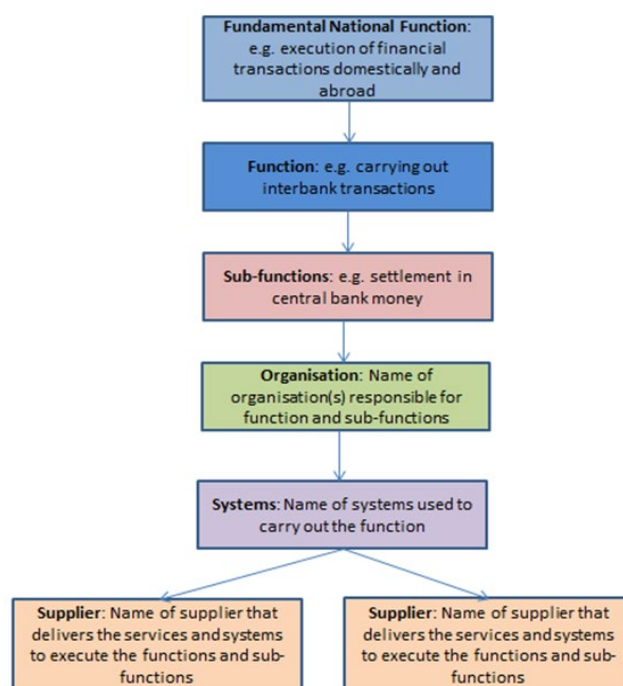 Fundamental National Function:
e.g. execution of financial
transactions domestically and
abroad
Function: e.g. carrying out
interbank transactions
Sub-functions: e.g. settlement in
central bank money
Organisation: Name of
organisation(s) responsible for
function and sub-functions
Systems: Name of systems used to
carry out the function
Supplier: Name of supplier that
delivers the services and systems
to execute the functions and sub-
functions
Supplier: Name of supplier that
delivers the services and systems
to execute the functions and sub-
functions